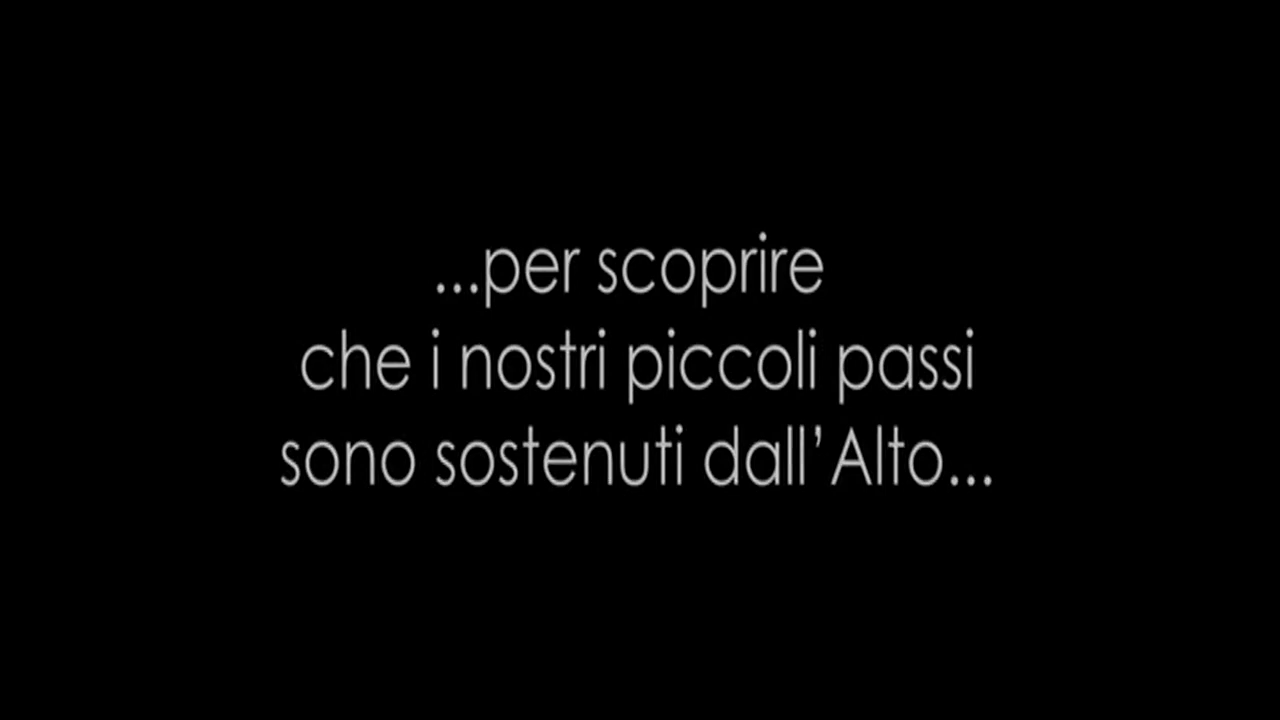 ...per scoprire
che i nostri piccoli passi
sono sostenuti dall’Alto...